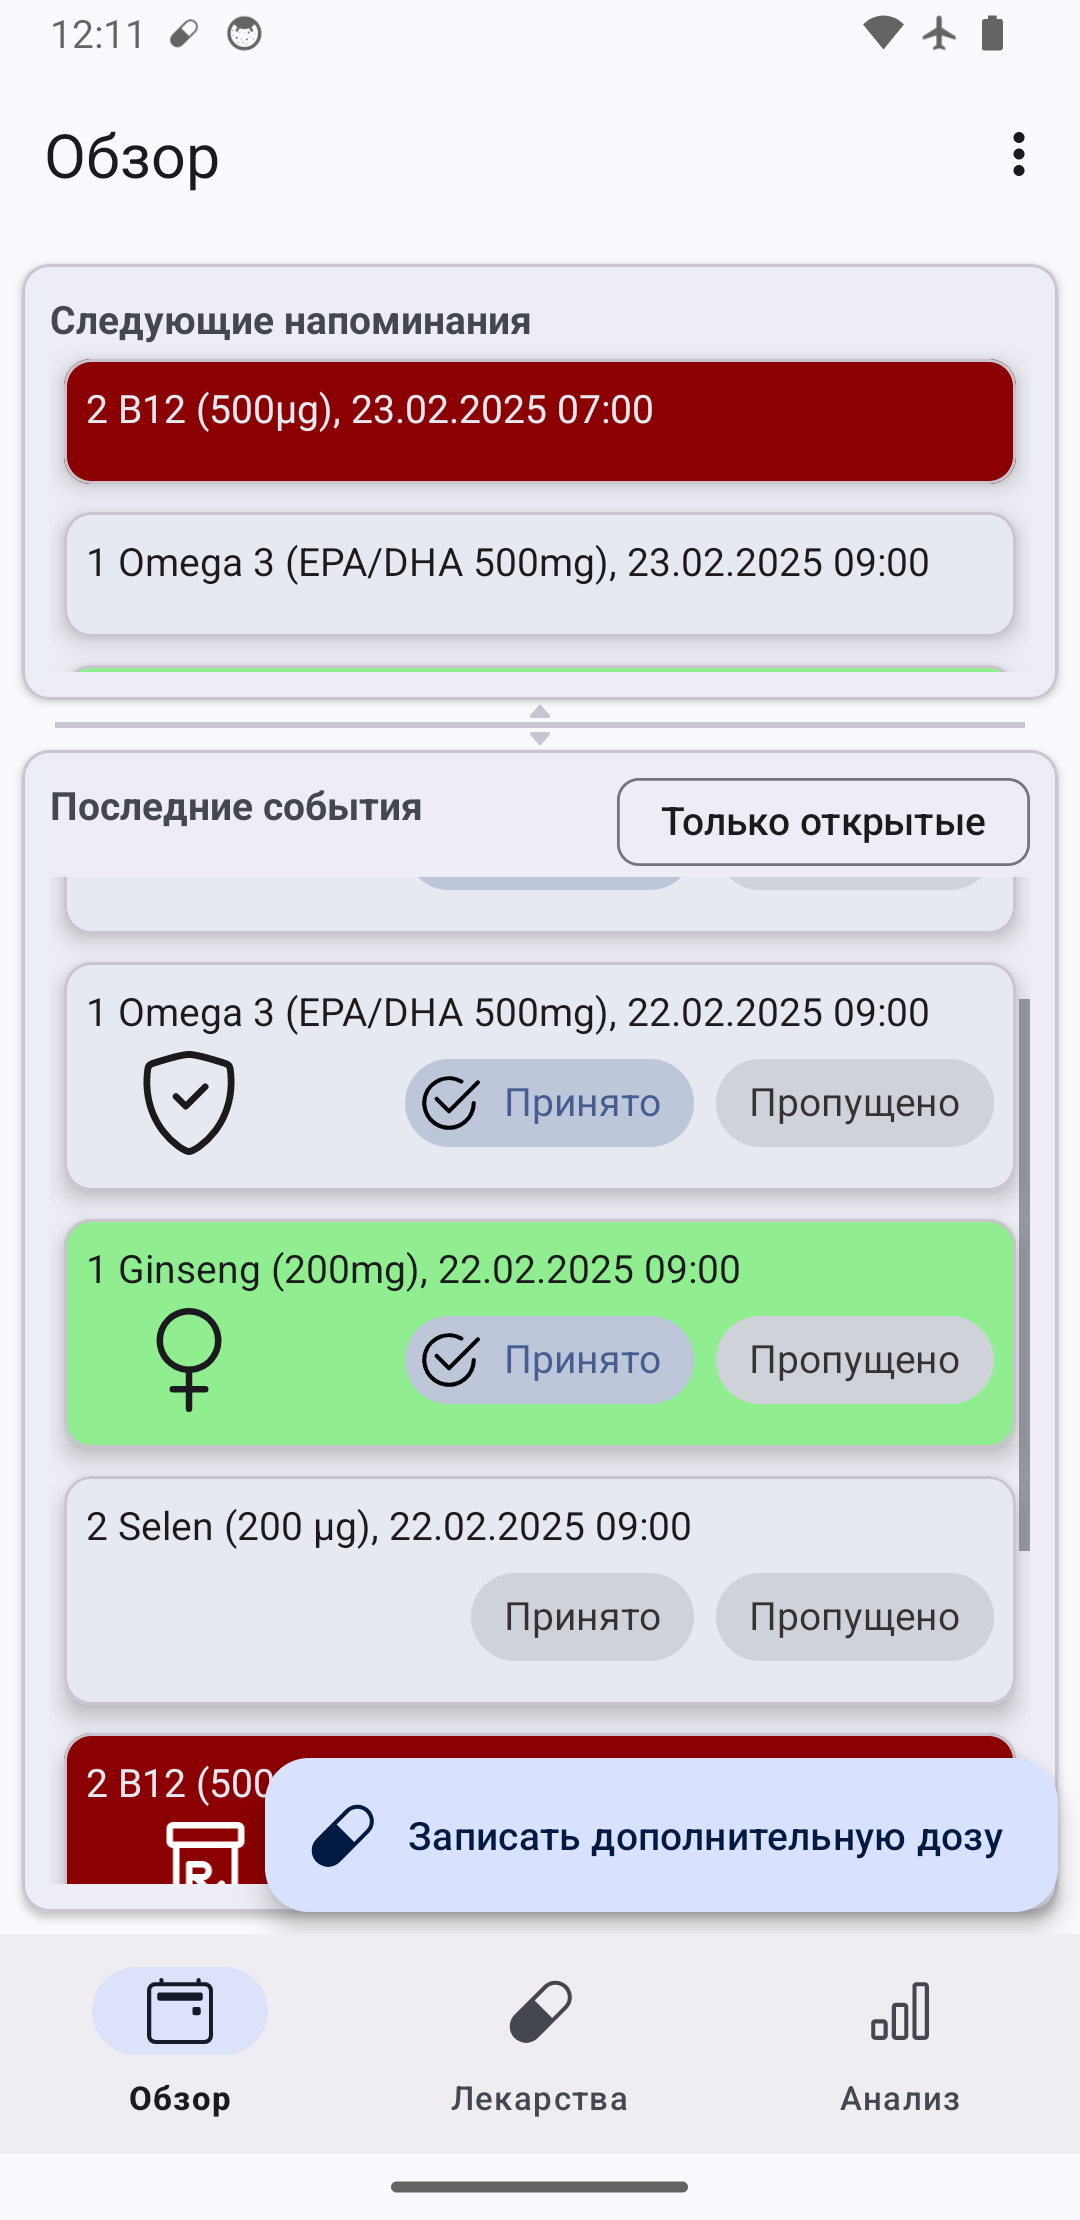 12:11
Обзор
Следующие напоминания
2 B12 (500µg), 23.02.2025 07:00
1 Omega 3 (EPA/DHA 500mg), 23.02.2025 09:00
Последние события
Только открытые
1 Omega 3 (EPA/DHA 500mg), 22.02.2025 09:00
Принято
Пропущено
1 Ginseng (200mg), 22.02.2025 09:00
Принято
Пропущено
2 Selen (200 µg), 22.02.2025 09:00
Принято
Пропущено
2 B12 (500
Записать дополнительную дозу
Обзор
Лекарства
Анализ